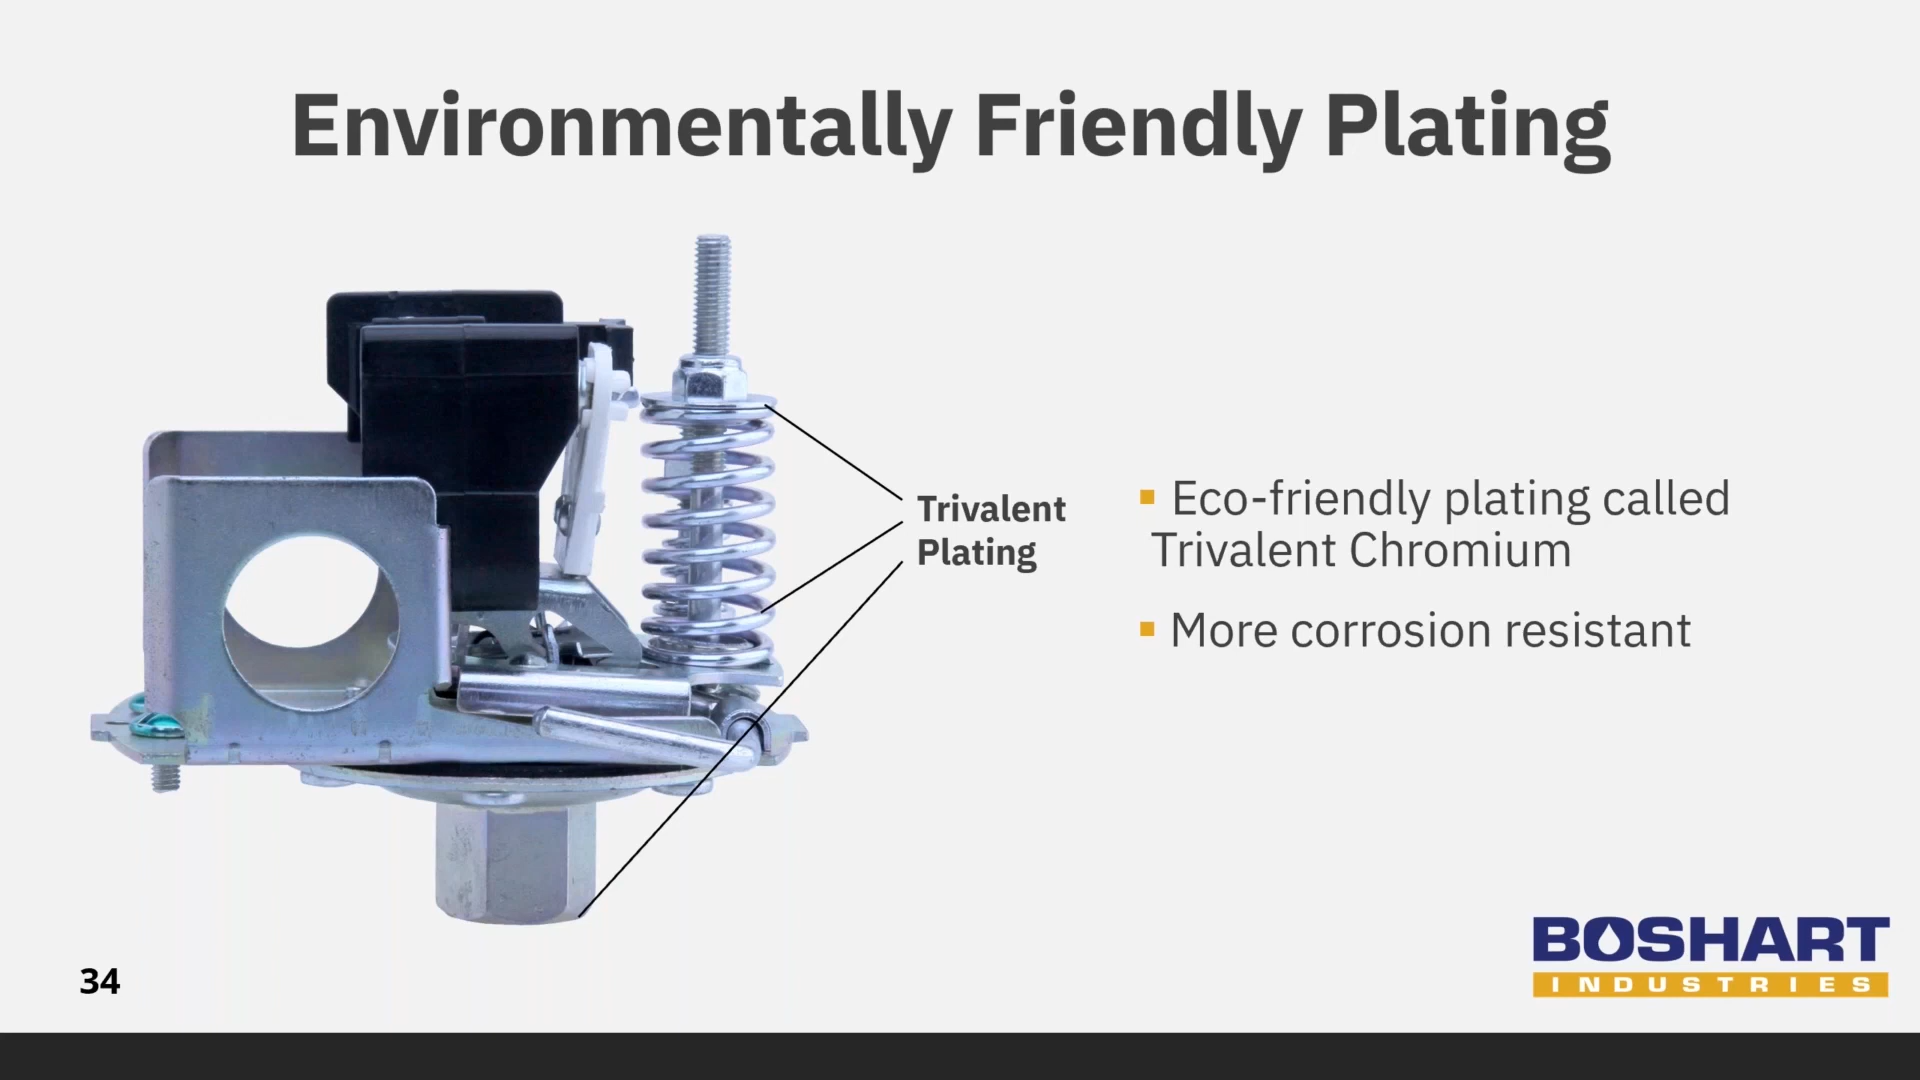 Environmentally Friendly Plating
Trivalent
Plating
▪ Eco-friendly plating called
Trivalent Chromium
▪ More corrosion resistant
34
BOSHART
INDUSTRIES